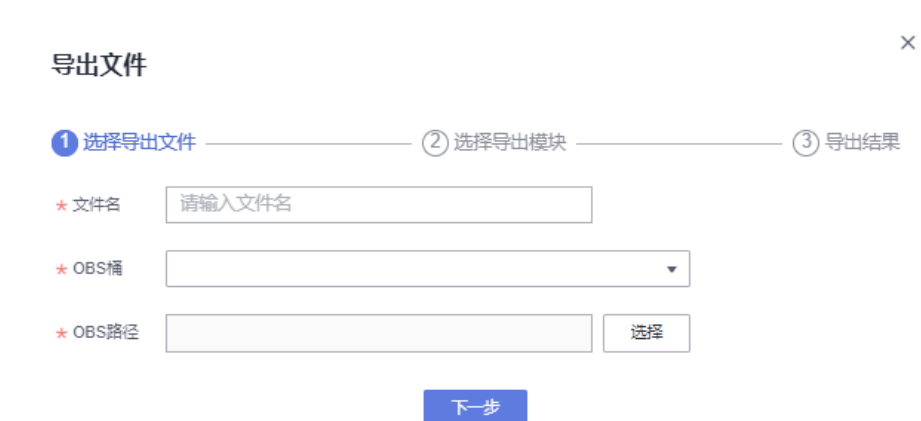 导出文件
1 选择导出文件 2 选择导出模块 3 导出结果
* 文件名 请输入文件名
* OBS桶
* OBS路径 选择
下一步